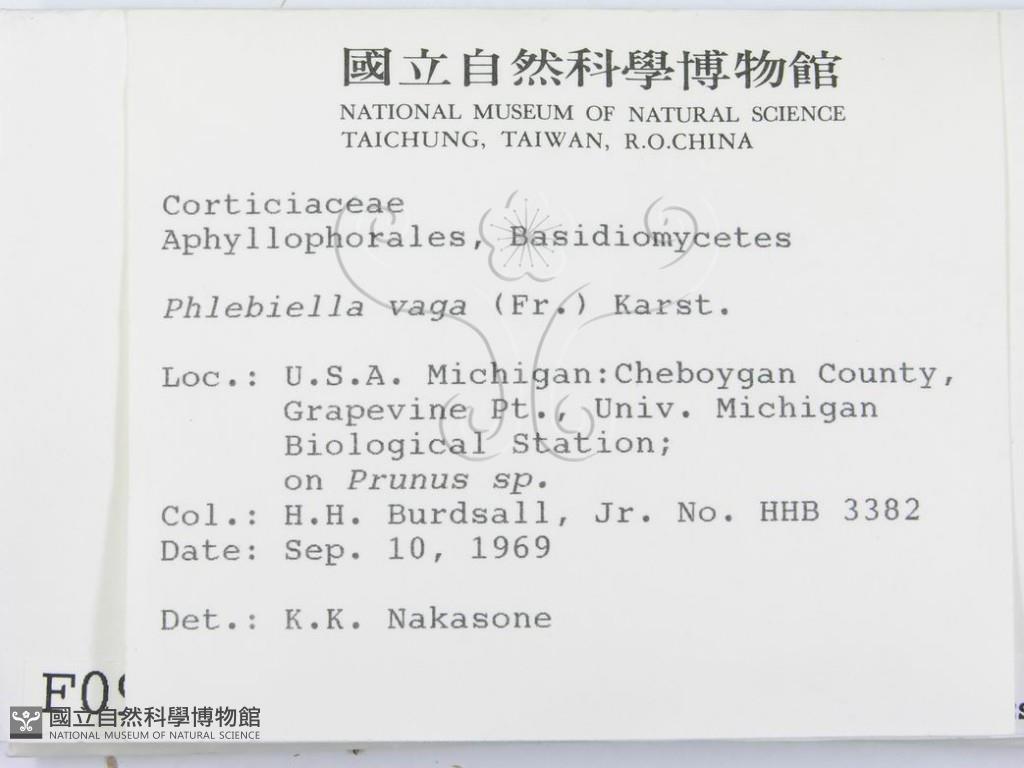 國立自然科學博物館
NATIONAL MUSEUM OF NATURAL SCIENCE
TAICHUNG, TAIWAN, R.O.CHINA
Corticiaceae
Aphyllophorales, Basidiomycetes
Phlebiella vaga (Fr.) Karst.
Loc.: U.S.A. Michigan:Cheboygan County,
Grapevine Pt., Univ. Michigan
Biological Station;
on Prunus sp.
Col.: H.H. Burdsall, Jr. No. HHB 3382
Date: Sep. 10, 1969
Det.: K.K. Nakasone
國立自然科學博物館
NATIONAL MUSEUM OF NATURAL SCIENCE